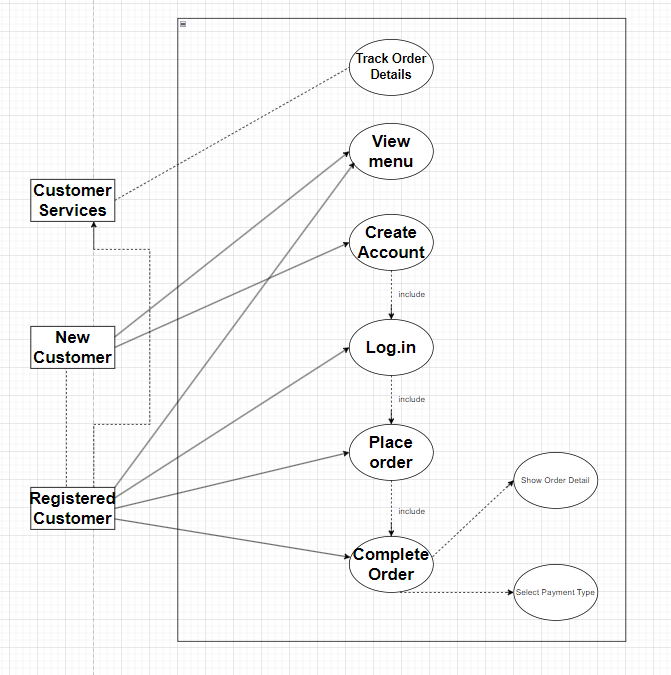 Track Order
Details
View
menu
Customer
Services
Create
Account
include
New
Customer
Log.in
include
Place
order
Show Order Detail
Registered
Customer
include
Complete
Order
Select Payment Type